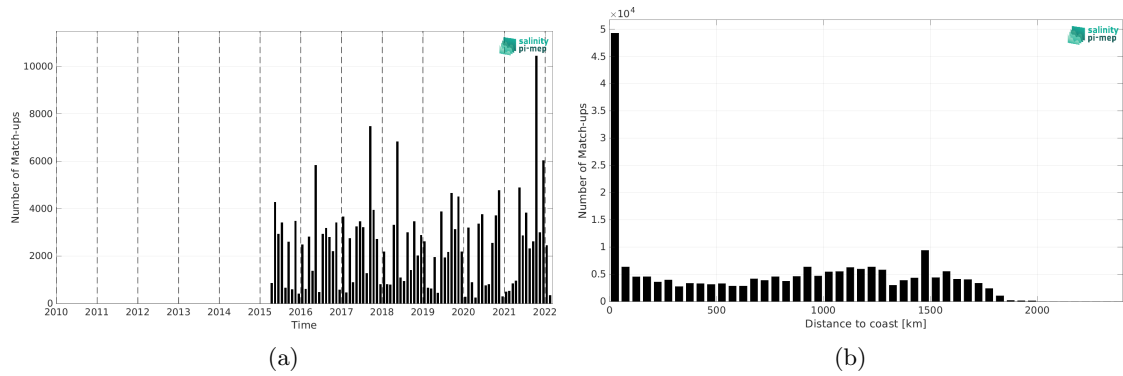 salinity
pi-mep
10000
8000
6000
4000
2000
0
Number of Match-ups
2010 2011 2012 2013 2014 2015 2016 2017 2018 2019 2020 2021 2022
Time
(a)
×10⁴
salinity
pi-mep
5
4.5
4
3.5
3
2.5
2
1.5
1
0.5
0
Number of Match-ups
0 500 1000 1500 2000
Distance to coast [km]
(b)